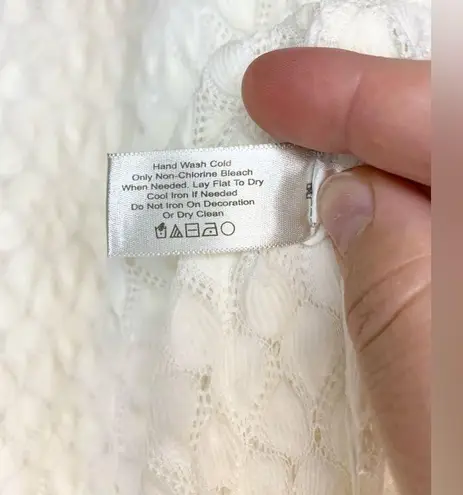 Hand Wash Cold
Only Non-Chlorine Bleach
When Needed. Lay Flat To Dry
Cool Iron If Needed
Do Not Iron On Decoration
Or Dry Clean